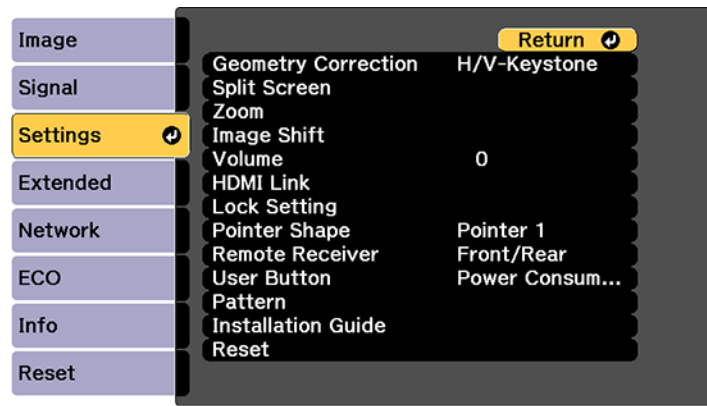 Image
Signal
Settings
Extended
Network
ECO
Info
Reset
Return
Geometry Correction H/V-Keystone
Split Screen
Zoom
Image Shift
Volume 0
HDMI Link
Lock Setting
Pointer Shape Pointer 1
Remote Receiver Front/Rear
User Button Power Consum...
Pattern
Installation Guide
Reset